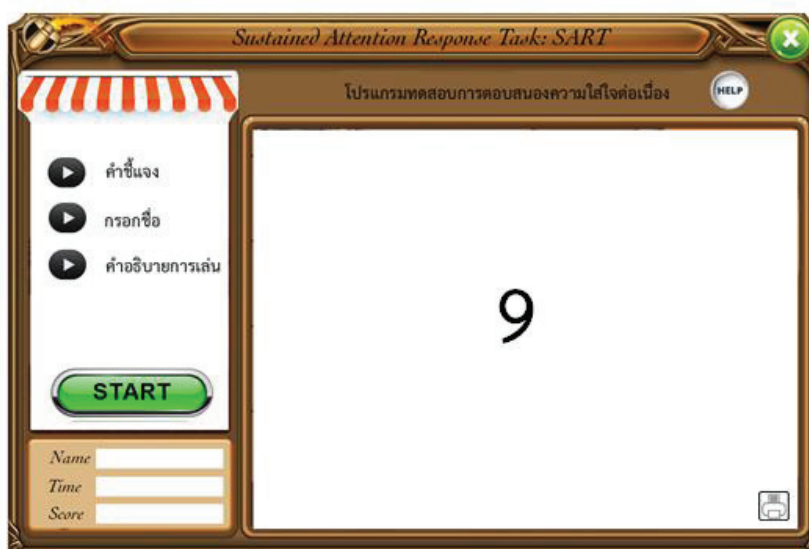 Sustained Attention Response Task: SART
โปรแกรมทดสอบการตอบสนองความใส่ใจต่อเนื่อง
HELP
คำชี้แจง
กรอกชื่อ
คำอธิบายการเล่น
9
START
Name
Time
Score